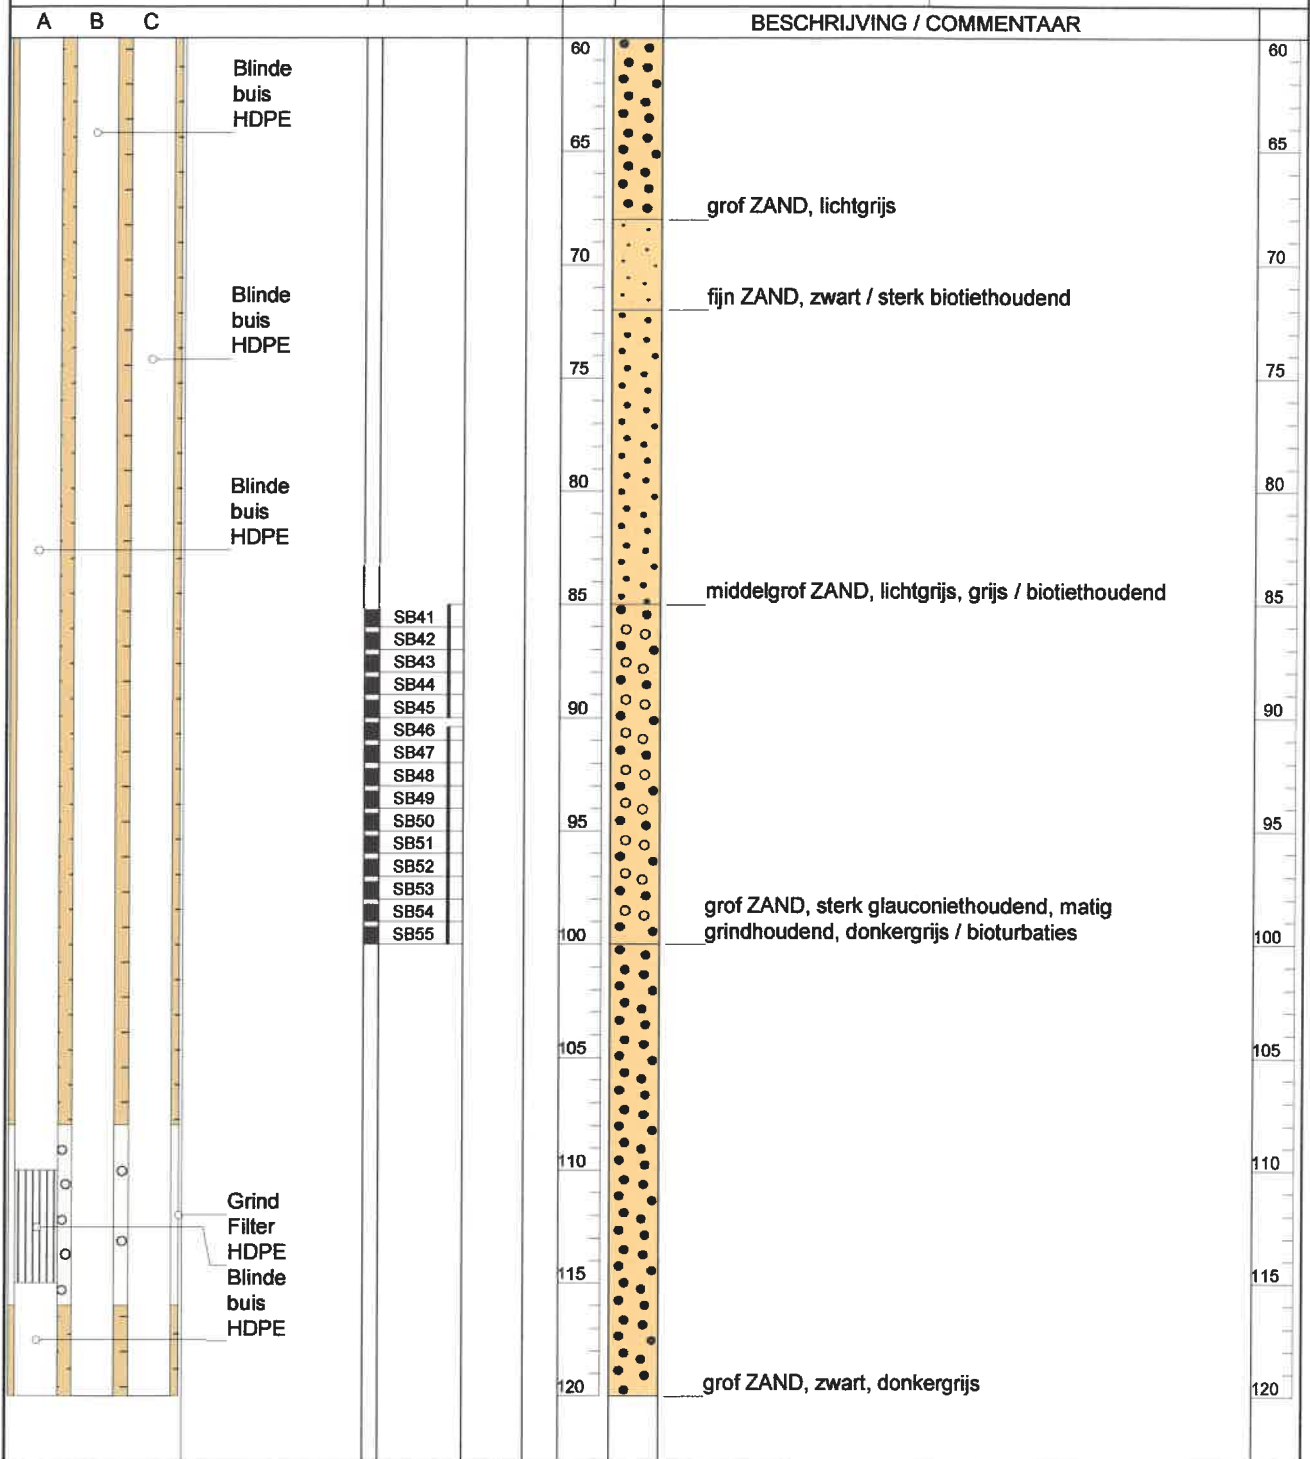 A B C BESCHRIJVING / COMMENTAAR
60 60
Blinde
buis
HDPE
65 65
grof ZAND, lichtgrijs
70 70
Blinde
buis
HDPE
fijn ZAND, zwart / sterk biotiethoudend
75 75
80 80
Blinde
buis
HDPE
85 85
middelgrof ZAND, lichtgrijs, grijs / biotiethoudend
SB41
SB42
SB43
SB44
SB45
90 90
SB46
SB47
SB48
SB49
SB50
95 95
SB51
SB52
SB53
SB54
SB55
grof ZAND, sterk glauconiethoudend, matig
grindhoudend, donkergrijs / bioturbaties
100 100
105 105
110 110
Grind
Filter
HDPE
Blinde
buis
HDPE
115 115
120 120
grof ZAND, zwart, donkergrijs